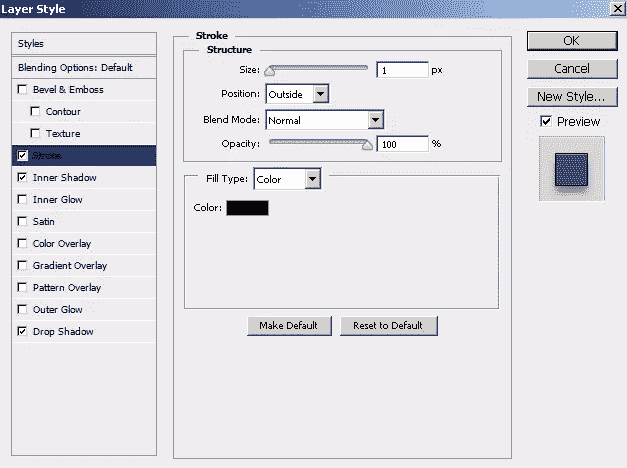 Layer Style
Styles
Blending Options: Default
Bevel & Emboss
Contour
Texture
Stroke
Inner Shadow
Inner Glow
Satin
Color Overlay
Gradient Overlay
Pattern Overlay
Outer Glow
Drop Shadow
Stroke
Structure
Size: 1 px
Position: Outside
Blend Mode: Normal
Opacity: 100 %
Fill Type: Color
Color:
Make Default Reset to Default
OK
Cancel
New Style...
Preview